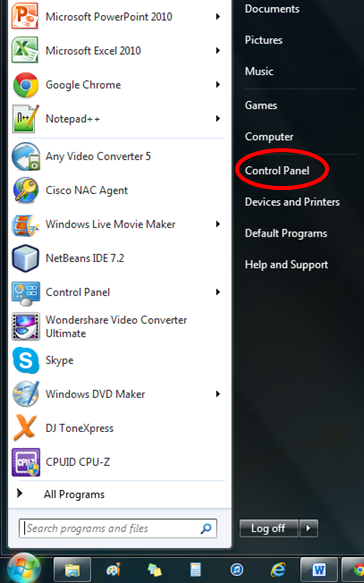 Microsoft PowerPoint 2010
Microsoft Excel 2010
Google Chrome
Notepad++
Any Video Converter 5
Cisco NAC Agent
Windows Live Movie Maker
NetBeans IDE 7.2
Control Panel
Wondershare Video Converter
Ultimate
Skype
Windows DVD Maker
DJ ToneXpress
CPUID CPU-Z
All Programs
Search programs and files
Documents
Pictures
Music
Games
Computer
Control Panel
Devices and Printers
Default Programs
Help and Support
Log off